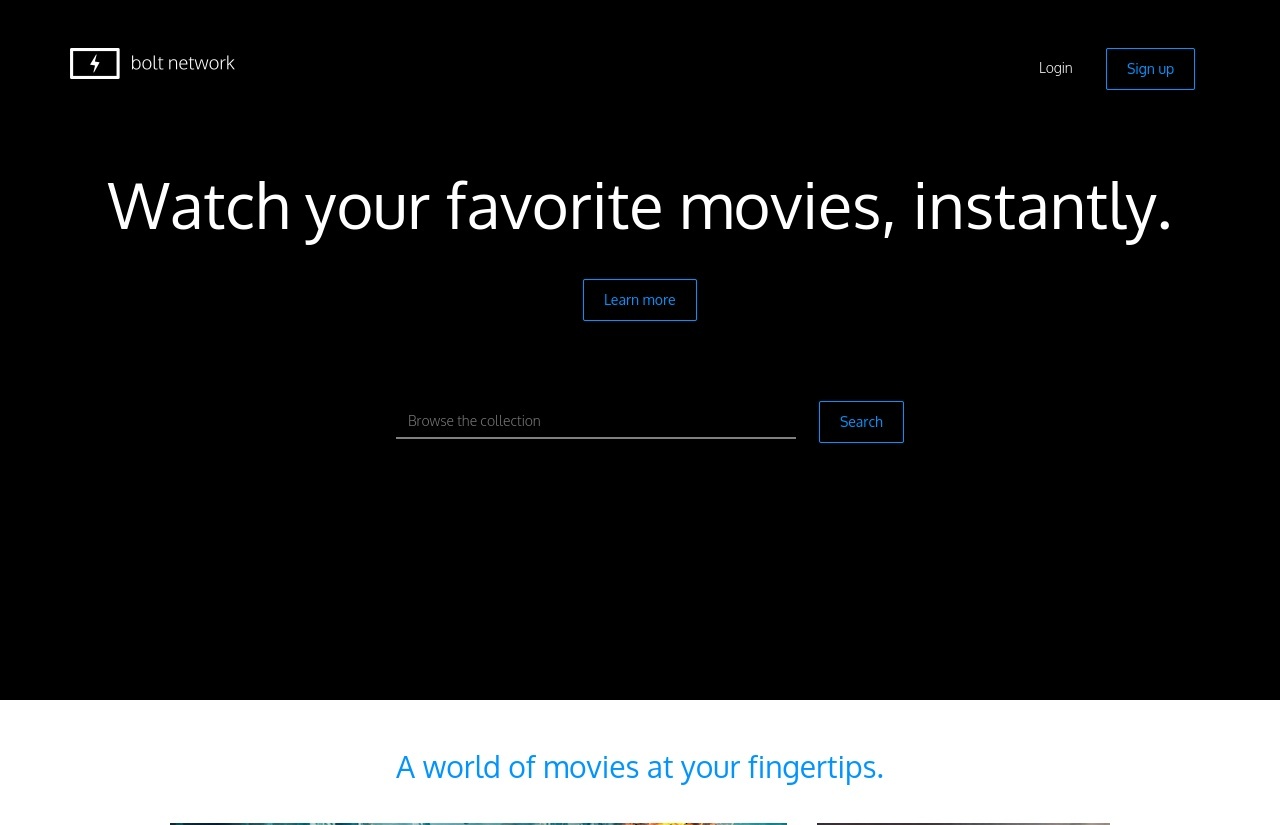 bolt network
Login
Sign up
Watch your favorite movies, instantly.
Learn more
Browse the collection
Search
A world of movies at your fingertips.